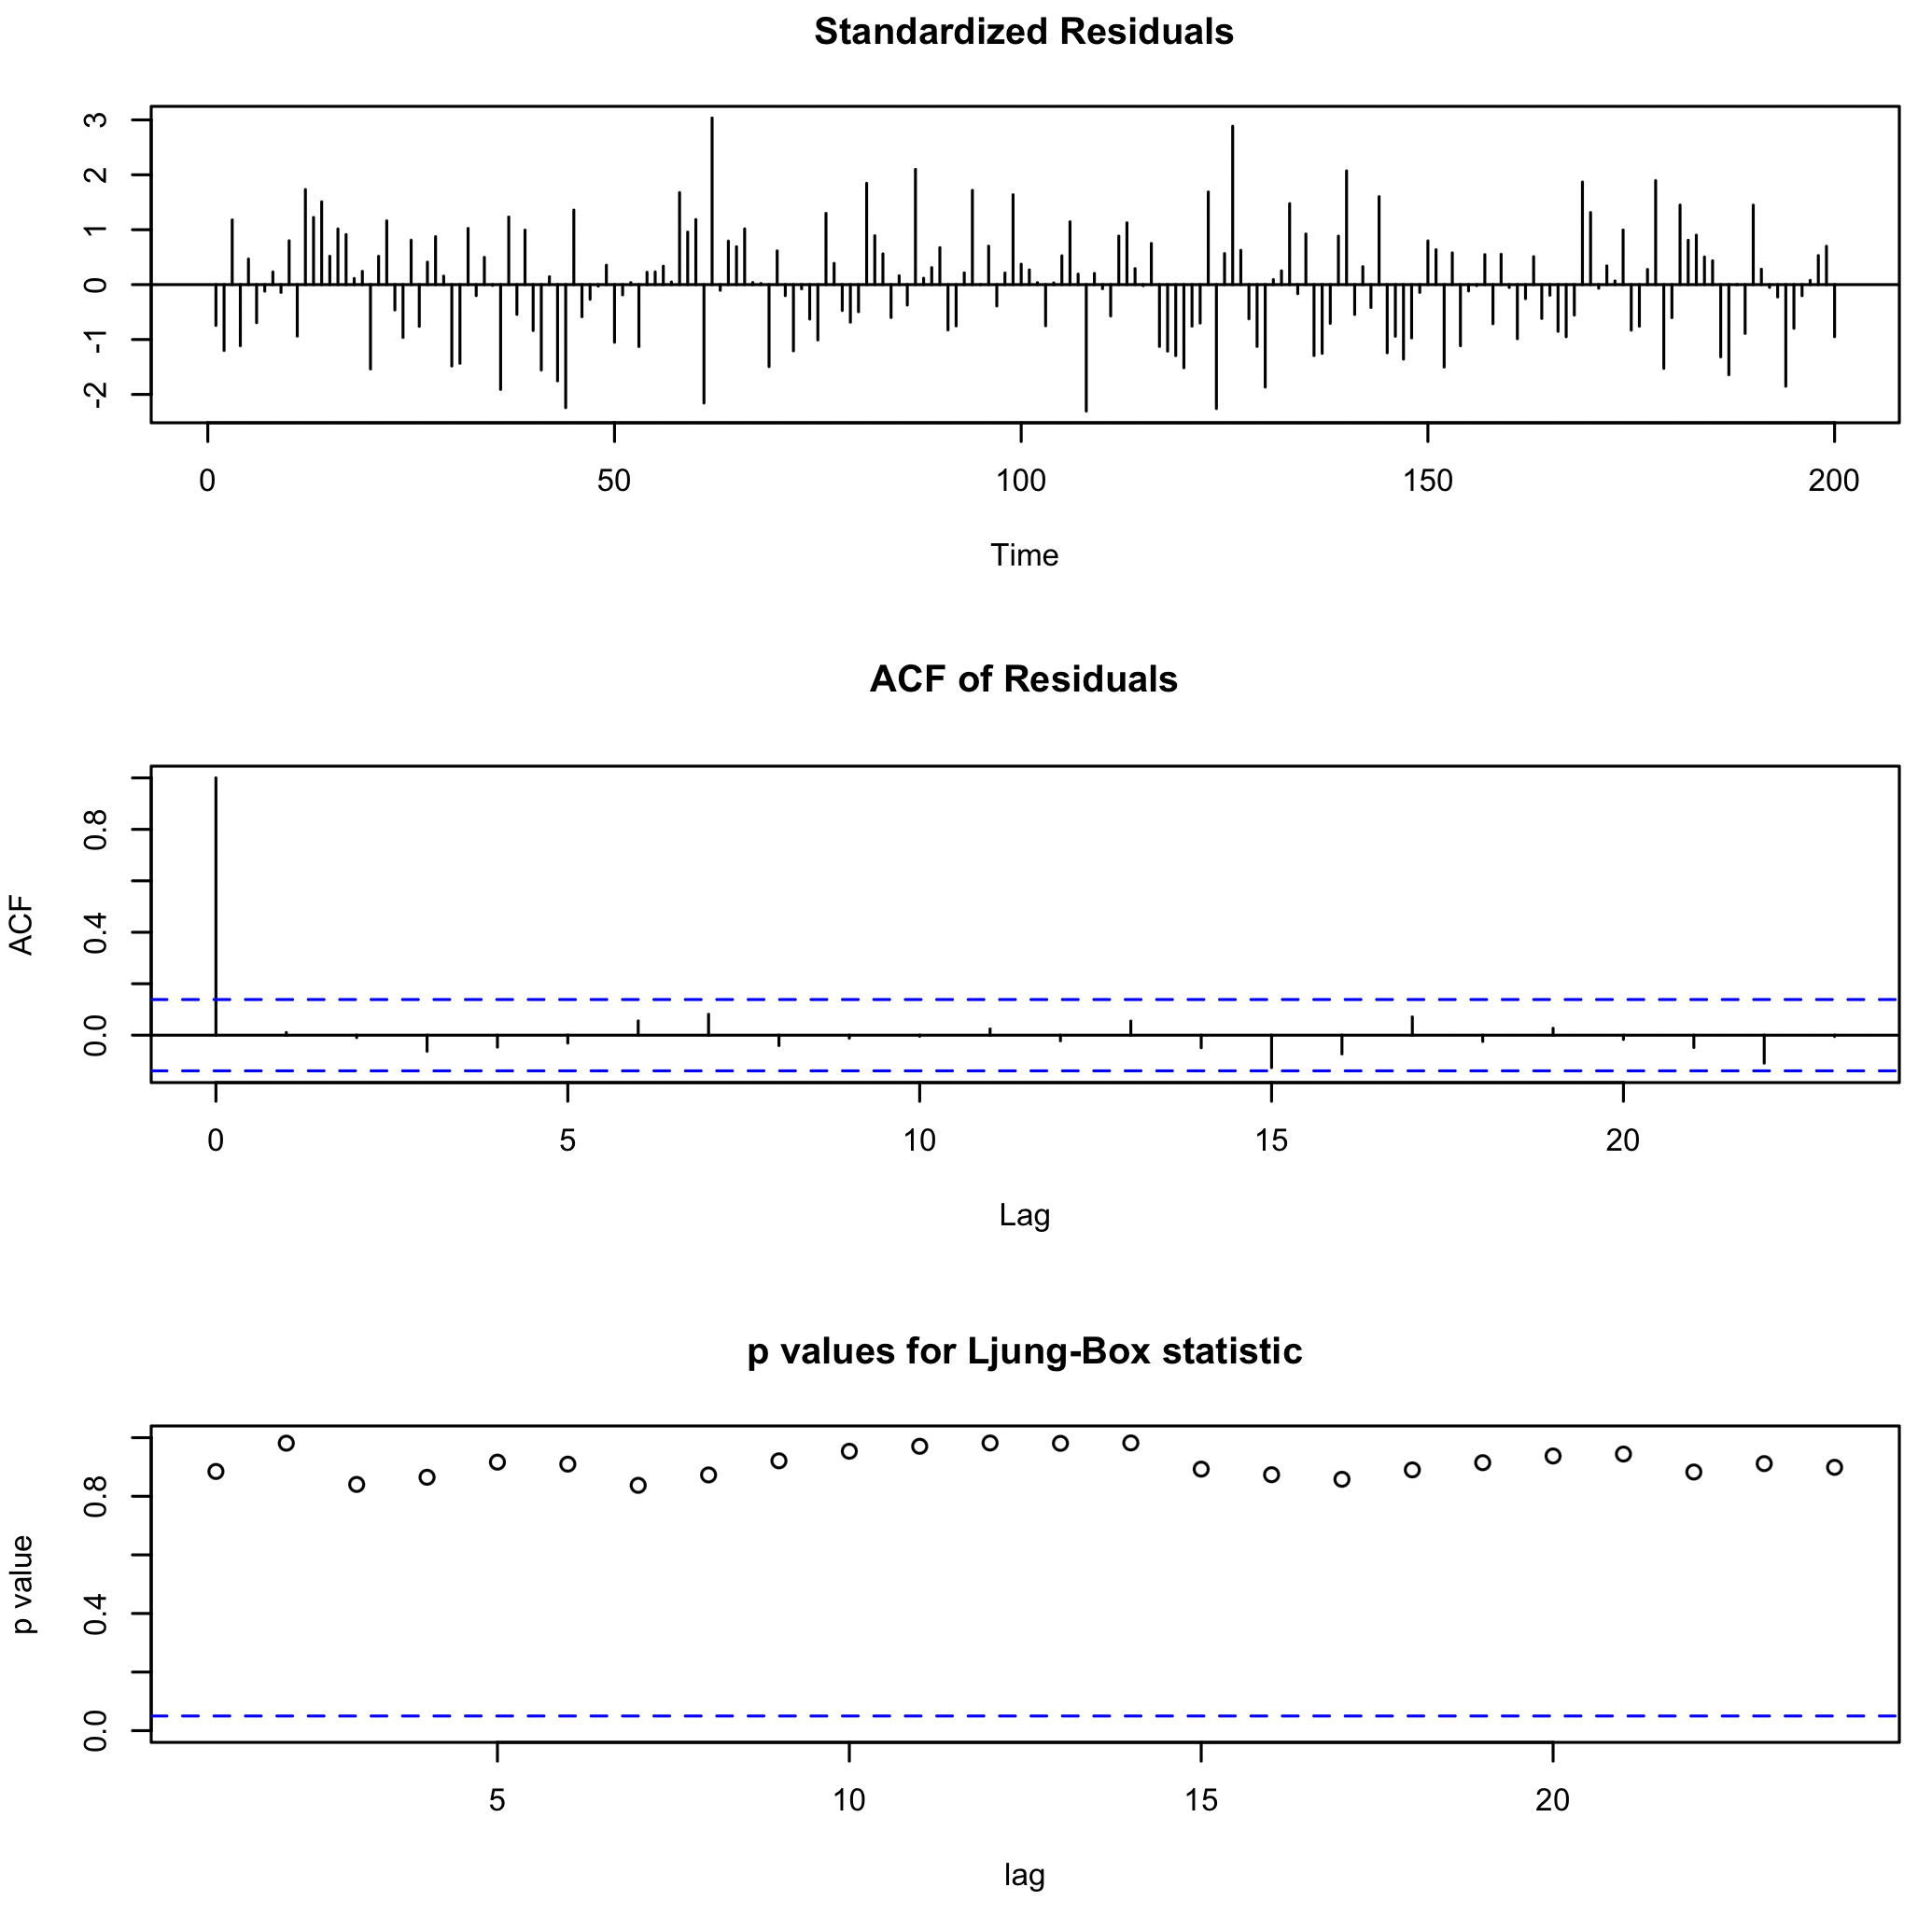 Standardized Residuals
3
2
1
0
-1
-2
0 50 100 150 200
Time
ACF of Residuals
ACF
0.8
0.4
0.0
0 5 10 15 20
Lag
p values for Ljung-Box statistic
p value
0.8
0.4
0.0
5 10 15 20
lag